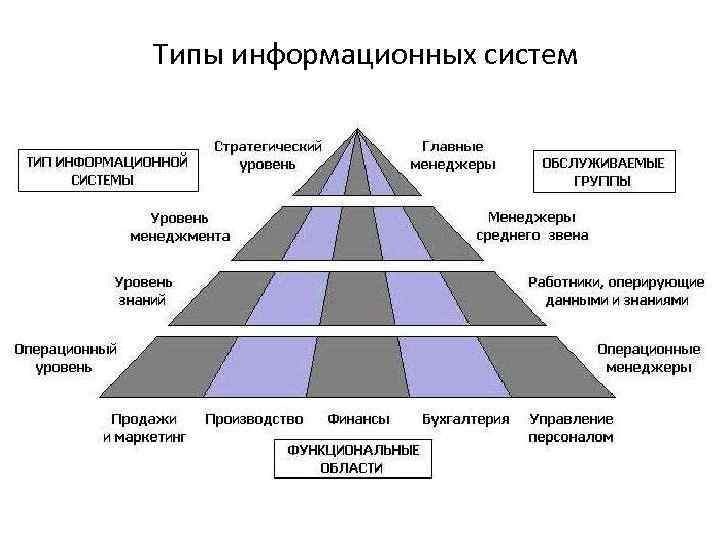 Типы информационных систем
ТИП ИНФОРМАЦИОННОЙ
СИСТЕМЫ
Стратегический
уровень
Главные
менеджеры
ОБСЛУЖИВАЕМЫЕ
ГРУППЫ
Уровень
менеджмента
Менеджеры
среднего звена
Уровень
знаний
Работники, оперирующие
данными и знаниями
Операционный
уровень
Операционные
менеджеры
Продажи
и маркетинг
Производство
Финансы
Бухгалтерия
Управление
персоналом
ФУНКЦИОНАЛЬНЫЕ
ОБЛАСТИ